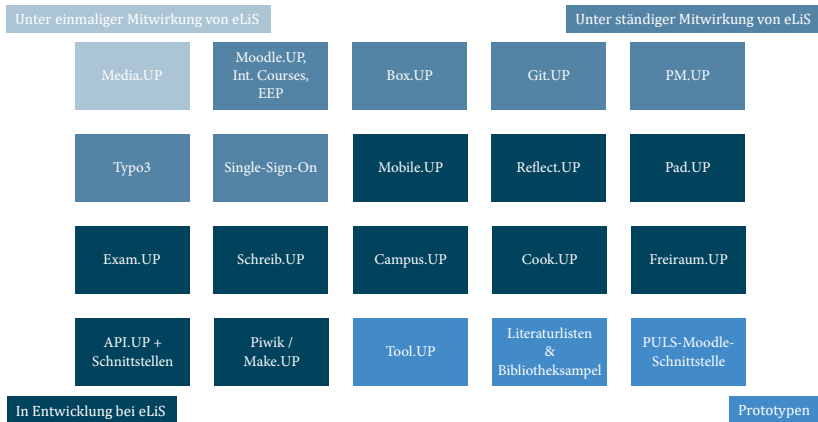 Unter einmaliger Mitwirkung von eLiS
Unter ständiger Mitwirkung von eLiS
Media.UP
Moodle.UP,
Int. Courses,
EEP
Box.UP
Git.UP
PM.UP
Typo3
Single-Sign-On
Mobile.UP
Reflect.UP
Pad.UP
Exam.UP
Schreib.UP
Campus.UP
Cook.UP
Freiraum.UP
API.UP +
Schnittstellen
Piwik /
Make.UP
Tool.UP
Literaturlisten
&
Bibliotheksampel
PULS-Moodle-
Schnittstelle
In Entwicklung bei eLiS
Prototypen